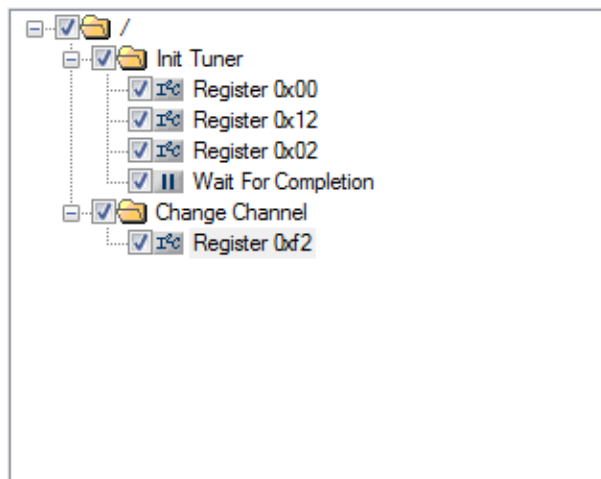 /
Init Tuner
I²C Register 0x00
I²C Register 0x12
I²C Register 0x02
Wait For Completion
Change Channel
I²C Register 0xf2